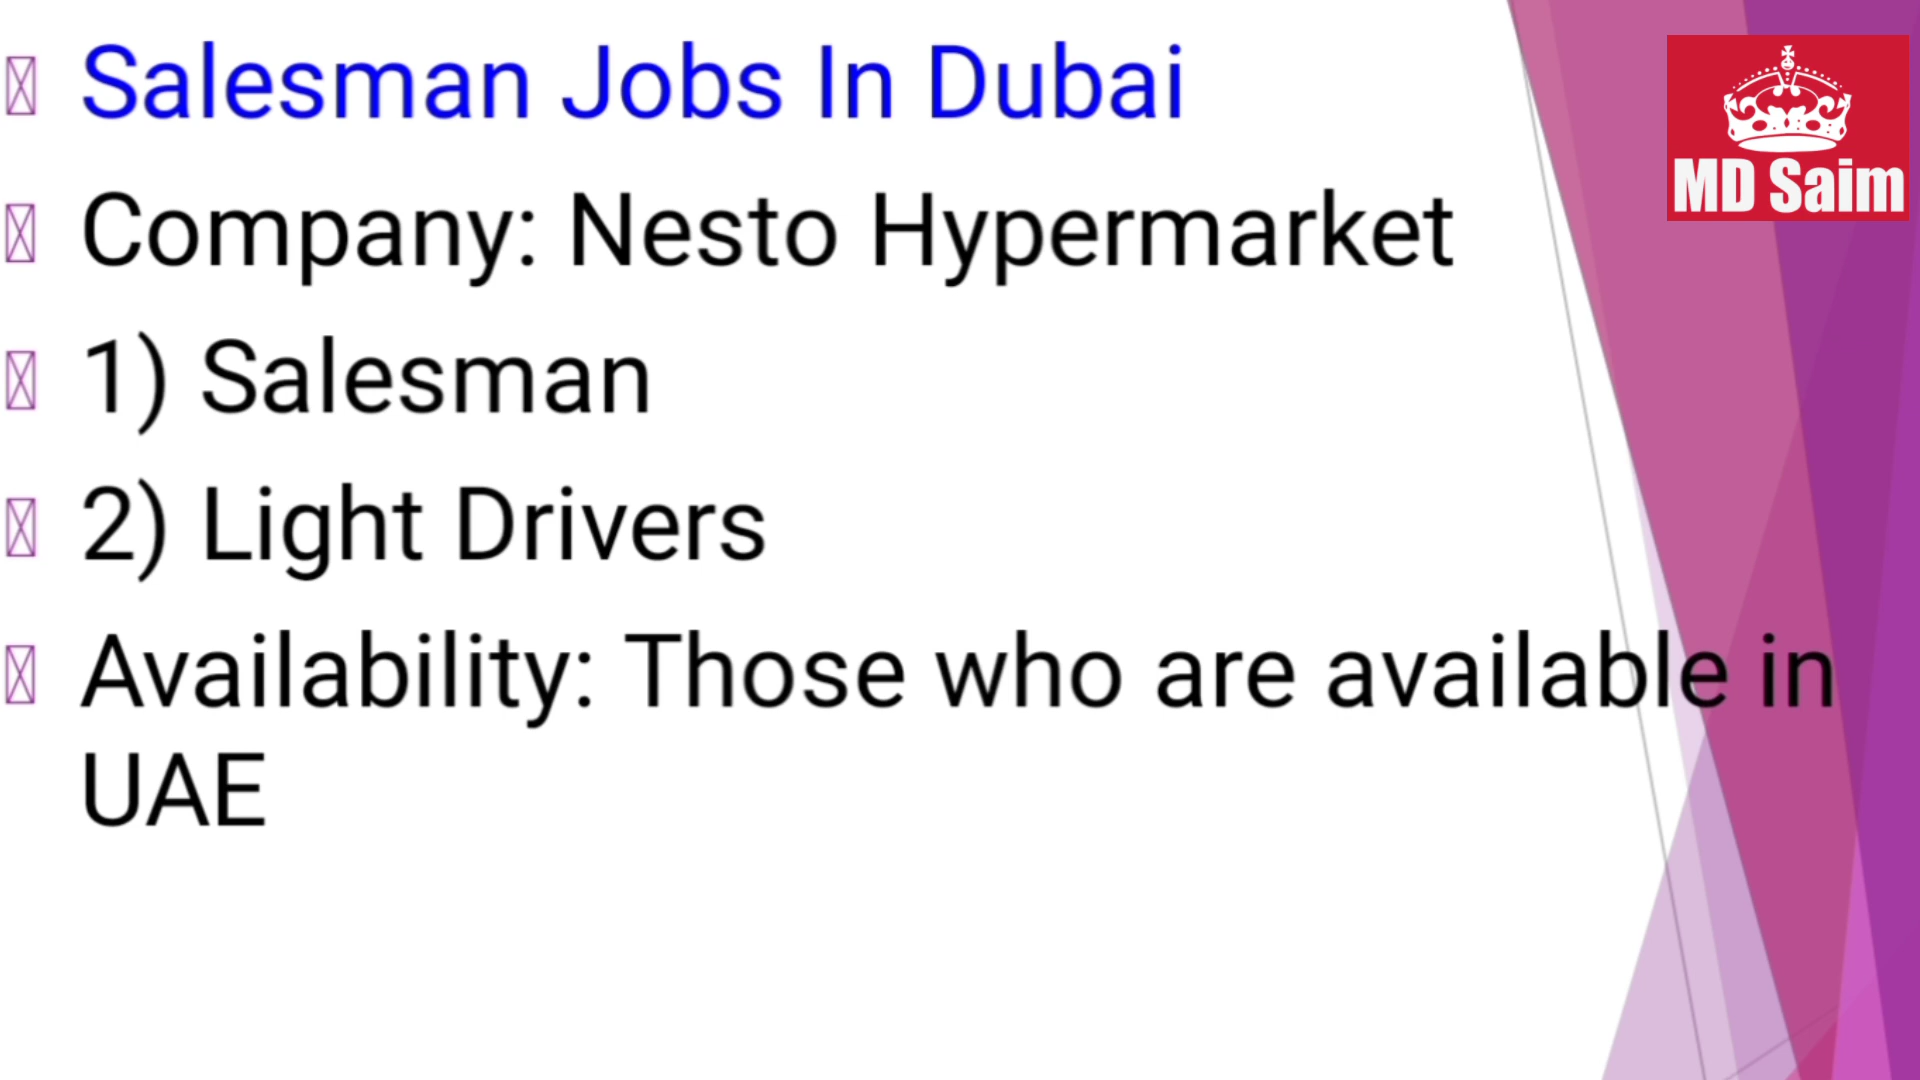 Salesman Jobs In Dubai
Company: Nesto Hypermarket
1) Salesman
2) Light Drivers
Availability: Those who are available in
UAE
MD Saim